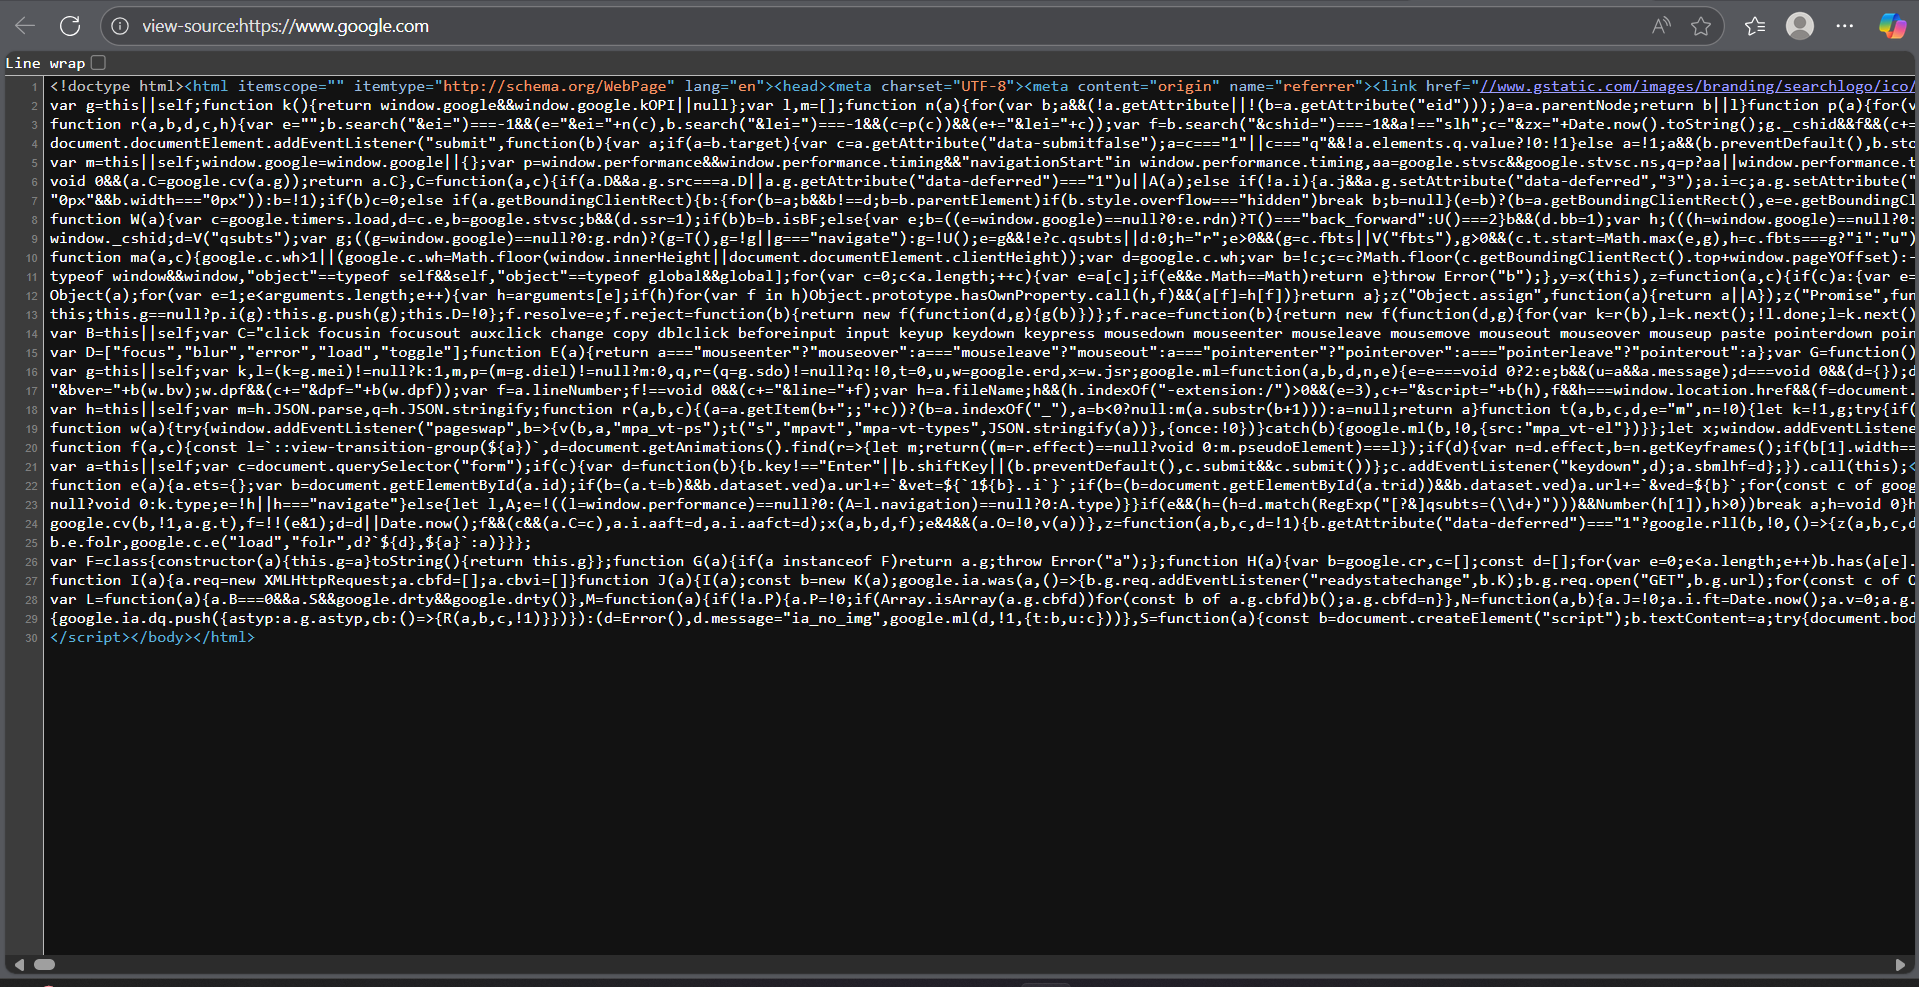 view-source:https://www.google.com
Line wrap
1 <!doctype html><html itemscope="" itemtype="http://schema.org/WebPage" lang="en"><head><meta charset="UTF-8"><meta content="origin" name="referrer"><link href="//www.gstatic.com/images/branding/searchlogo/ico/
2 var g=this||self;function k(){return window.google&&window.google.kOPI||null};var l,m=[];function n(a){for(var b;a&&(!a.getAttribute||!(b=a.getAttribute("eid")));)a=a.parentNode;return b||l}function p(a){for(v
3 function r(a,b,d,c,h){var e="";b.search("&ei=")===-1&&(e="&ei="+n(c),b.search("&lei=")===-1&&(c=p(c))&&(e+="&lei="+c));var f=b.search("&cshid=")===-1&&a!=="slh";c="&zx="+Date.now().toString();g._cshid&&f&&(c+=
4 document.documentElement.addEventListener("submit",function(b){var a;if(a=b.target){var c=a.getAttribute("data-submitfalse");a=c==="1"||c==="q"&&!a.elements.q.value?!0:!1}else a=!1;a&&(b.preventDefault(),b.sto
5 var m=this||self;window.google=window.google||{};var p=window.performance&&window.performance.timing&&"navigationStart"in window.performance.timing,aa=google.stvsc&&google.stvsc.ns,q=p?aa||window.performance.t
6 void 0&&(a.C=google.cv(a.g));return a.C},C=function(a,c){if(a.D&&a.g.src===a.D||a.g.getAttribute("data-deferred")==="1")u||A(a);else if(!a.i){a.j&&a.g.setAttribute("data-deferred","3");a.i=c;a.g.setAttribute("
7 "0px"&&b.width==="0px")):b=!1);if(b)c=0;else if(a.getBoundingClientRect){b:{for(b=a;b&&b!==d;b=b.parentElement)if(b.style.overflow==="hidden")break b;b=null}(e=b)?(b=a.getBoundingClientRect(),e=e.getBoundingCl
8 function W(a){var c=google.timers.load,d=c.e,b=google.stvsc;b&&(d.ssr=1);if(b)b=b.isBF;else{var e;b=((e=window.google)==null?0:e.rdn)?T()==="back_forward":U()===2}b&&(d.bb=1);var h;(((h=window.google)==null?0:
9 window._cshid;d=V("qsubts");var g;((g=window.google)==null?0:g.rdn)?(g=T(),g=!g||g==="navigate"):g=!U();e=g&&!e?c.qsubts||d:0;h="r";e>0&&(g=c.fbts||V("fbts"),g>0&&(c.t.start=Math.max(e,g),h=c.fbts===g?"i":"u")
10 function ma(a,c){google.c.wh>1||(google.c.wh=Math.floor(window.innerHeight||document.documentElement.clientHeight));var d=google.c.wh;var b=!c;c=c?Math.floor(c.getBoundingClientRect().top+window.pageYOffset):-
11 typeof window&&window,"object"==typeof self&&self,"object"==typeof global&&global];for(var c=0;c<a.length;++c){var e=a[c];if(e&&e.Math==Math)return e}throw Error("b");},y=x(this),z=function(a,c){if(c)a:{var e=
12 Object(a);for(var e=1;e<arguments.length;e++){var h=arguments[e];if(h)for(var f in h)Object.prototype.hasOwnProperty.call(h,f)&&(a[f]=h[f])}return a};z("Object.assign",function(a){return a||A});z("Promise",fun
13 this;this.g==null?p.i(g):this.g.push(g);this.D=!0};f.resolve=e;f.reject=function(b){return new f(function(d,g){g(b)})};f.race=function(b){return new f(function(d,g){for(var k=r(b),l=k.next();!l.done;l=k.next()
14 var B=this||self;var C="click focusin focusout auxclick change copy dblclick beforeinput input keyup keydown keypress mousedown mouseenter mouseleave mousemove mouseout mouseover mouseup paste pointerdown poin
15 var D=["focus","blur","error","load","toggle"];function E(a){return a==="mouseenter"?"mouseover":a==="mouseleave"?"mouseout":a==="pointerenter"?"pointerover":a==="pointerleave"?"pointerout":a};var G=function()
16 var g=this||self;var k,l=(k=g.mei)!=null?k:1,m,p=(m=g.diel)!=null?m:0,q,r=(q=g.sdo)!=null?q:!0,t=0,u,w=google.erd,x=w.jsr;google.ml=function(a,b,d,n,e){e=e===void 0?2:e;b&&(u=a&&a.message);d===void 0&&(d={});d
17 "&bver="+b(w.bv);w.dpf&&(c+="&dpf="+b(w.dpf));var f=a.lineNumber;f!==void 0&&(c+="&line="+f);var h=a.fileName;h&&(h.indexOf("-extension:/")>0&&(e=3),c+="&script="+b(h),f&&h===window.location.href&&(f=document.
18 var h=this||self;var m=h.JSON.parse,q=h.JSON.stringify;function r(a,b,c){(a=a.getItem(b+";;"+c))?(b=a.indexOf("_"),a=b<0?null:m(a.substr(b+1))):a=null;return a}function t(a,b,c,d,e="m",n=!0){let k=!1,g;try{if(
19 function w(a){try{window.addEventListener("pageswap",b=>{v(b,a,"mpa_vt-ps");t("s","mpavt","mpa-vt-types",JSON.stringify(a))},{once:!0})}catch(b){google.ml(b,!0,{src:"mpa_vt-el"})}};let x;window.addEventListene
20 function f(a,c){const l=`::view-transition-group(${a})`,d=document.getAnimations().find(r=>{let m;return((m=r.effect)==null?void 0:m.pseudoElement)===l});if(d){var n=d.effect,b=n.getKeyframes();if(b[1].width==
21 var a=this||self;var c=document.querySelector("form");if(c){var d=function(b){b.key!=="Enter"||b.shiftKey||(b.preventDefault(),c.submit&&c.submit())};c.addEventListener("keydown",d);a.sbmlhf=d};}).call(this);<
22 function e(a){a.ets={};var b=document.getElementById(a.id);if(b=(a.t=b)&&b.dataset.ved)a.url+=`&vet=${`1${b}..i`}`;if(b=(b=document.getElementById(a.trid))&&b.dataset.ved)a.url+=`&ved=${b}`;for(const c of goog
23 null?void 0:k.type;e=!h||h==="navigate"}else{let l,A;e=!((l=window.performance)==null?0:(A=l.navigation)==null?0:A.type)}}if(e&&(h=(h=d.match(RegExp("[?&]qsubts=(\\d+)")))&&Number(h[1]),h>0))break a;h=void 0}h
24 google.cv(b,!1,a.g.t),f=!!(e&1);d=d||Date.now();f&&(c&&(a.C=c),a.i.aaft=d,a.i.aafct=d);x(a,b,d,f);e&4&&(a.O=!0,v(a))},z=function(a,b,c,d=!1){b.getAttribute("data-deferred")==="1"?google.rll(b,!0,()=>{z(a,b,c,d
25 b.e.folr,google.c.e("load","folr",d?`${d},${a}`:a)}}};
26 var F=class{constructor(a){this.g=a}toString(){return this.g}};function G(a){if(a instanceof F)return a.g;throw Error("a");};function H(a){var b=google.cr,c=[];const d=[];for(var e=0;e<a.length;e++)b.has(a[e].
27 function I(a){a.req=new XMLHttpRequest;a.cbfd=[];a.cbvi=[]}function J(a){I(a);const b=new K(a);google.ia.was(a,()=>{b.g.req.addEventListener("readystatechange",b.K);b.g.req.open("GET",b.g.url);for(const c of O
28 var L=function(a){a.B===0&&a.S&&google.drty&&google.drty()},M=function(a){if(!a.P){a.P=!0;if(Array.isArray(a.g.cbfd))for(const b of a.g.cbfd)b();a.g.cbfd=n}},N=function(a,b){a.J=!0;a.i.ft=Date.now();a.v=0;a.g.
29 {google.ia.dq.push({astyp:a.g.astyp,cb:()=>{R(a,b,c,!1)}})}):(d=Error(),d.message="ia_no_img",google.ml(d,!1,{t:b,u:c}))},S=function(a){const b=document.createElement("script");b.textContent=a;try{document.bod
30 </script></body></html>